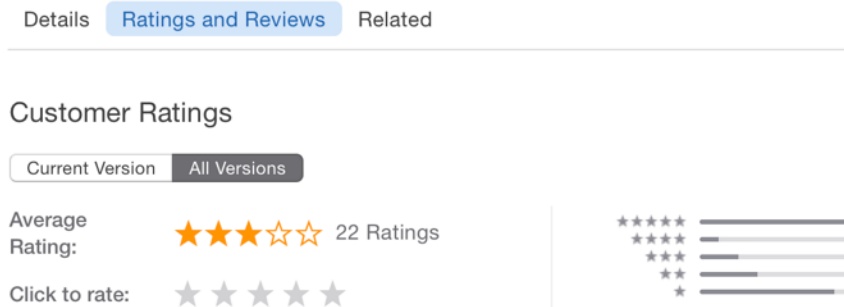 Details Ratings and Reviews Related
Customer Ratings
Current Version All Versions
Average
Rating:
22 Ratings
Click to rate: